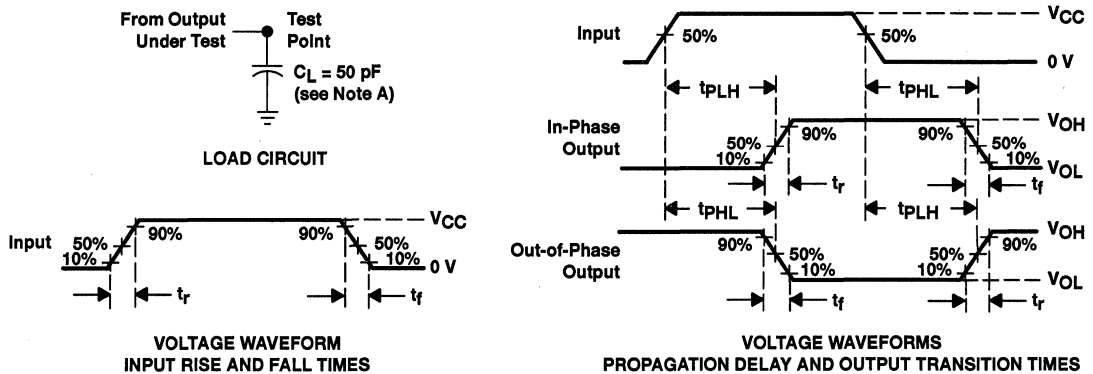 From Output
Under Test
Test
Point
CL = 50 pF
(see Note A)
LOAD CIRCUIT
Input
VCC
50%
10%
90%
90%
50%
10%
0 V
tr
tf
VOLTAGE WAVEFORM
INPUT RISE AND FALL TIMES
Input
VCC
50%
50%
0 V
tPLH
tPHL
In-Phase
Output
VOH
90%
90%
50%
10%
50%
10%
VOL
tr
tf
tPHL
tPLH
Out-of-Phase
Output
VOH
90%
90%
50%
10%
50%
10%
VOL
tf
tr
VOLTAGE WAVEFORMS
PROPAGATION DELAY AND OUTPUT TRANSITION TIMES